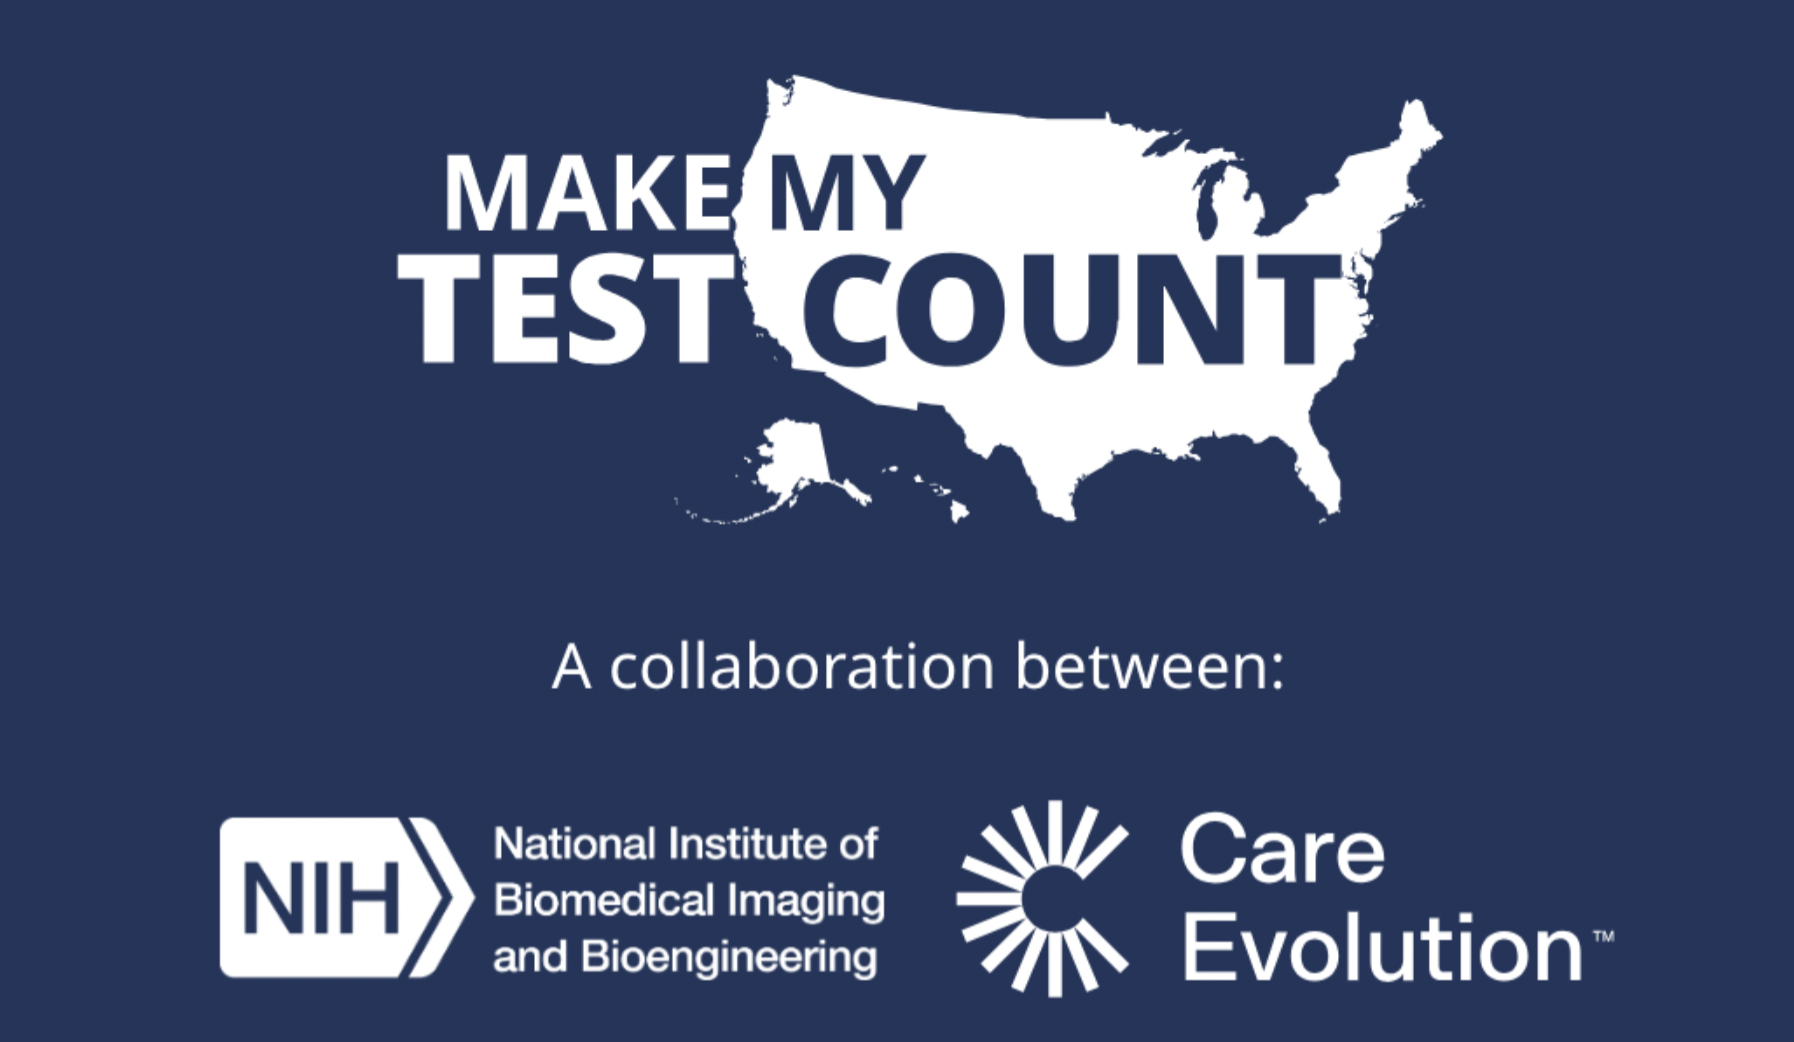 MAKE MY
TEST COUNT
A collaboration between:
NIH
National Institute of
Biomedical Imaging
and Bioengineering
Care
Evolution™